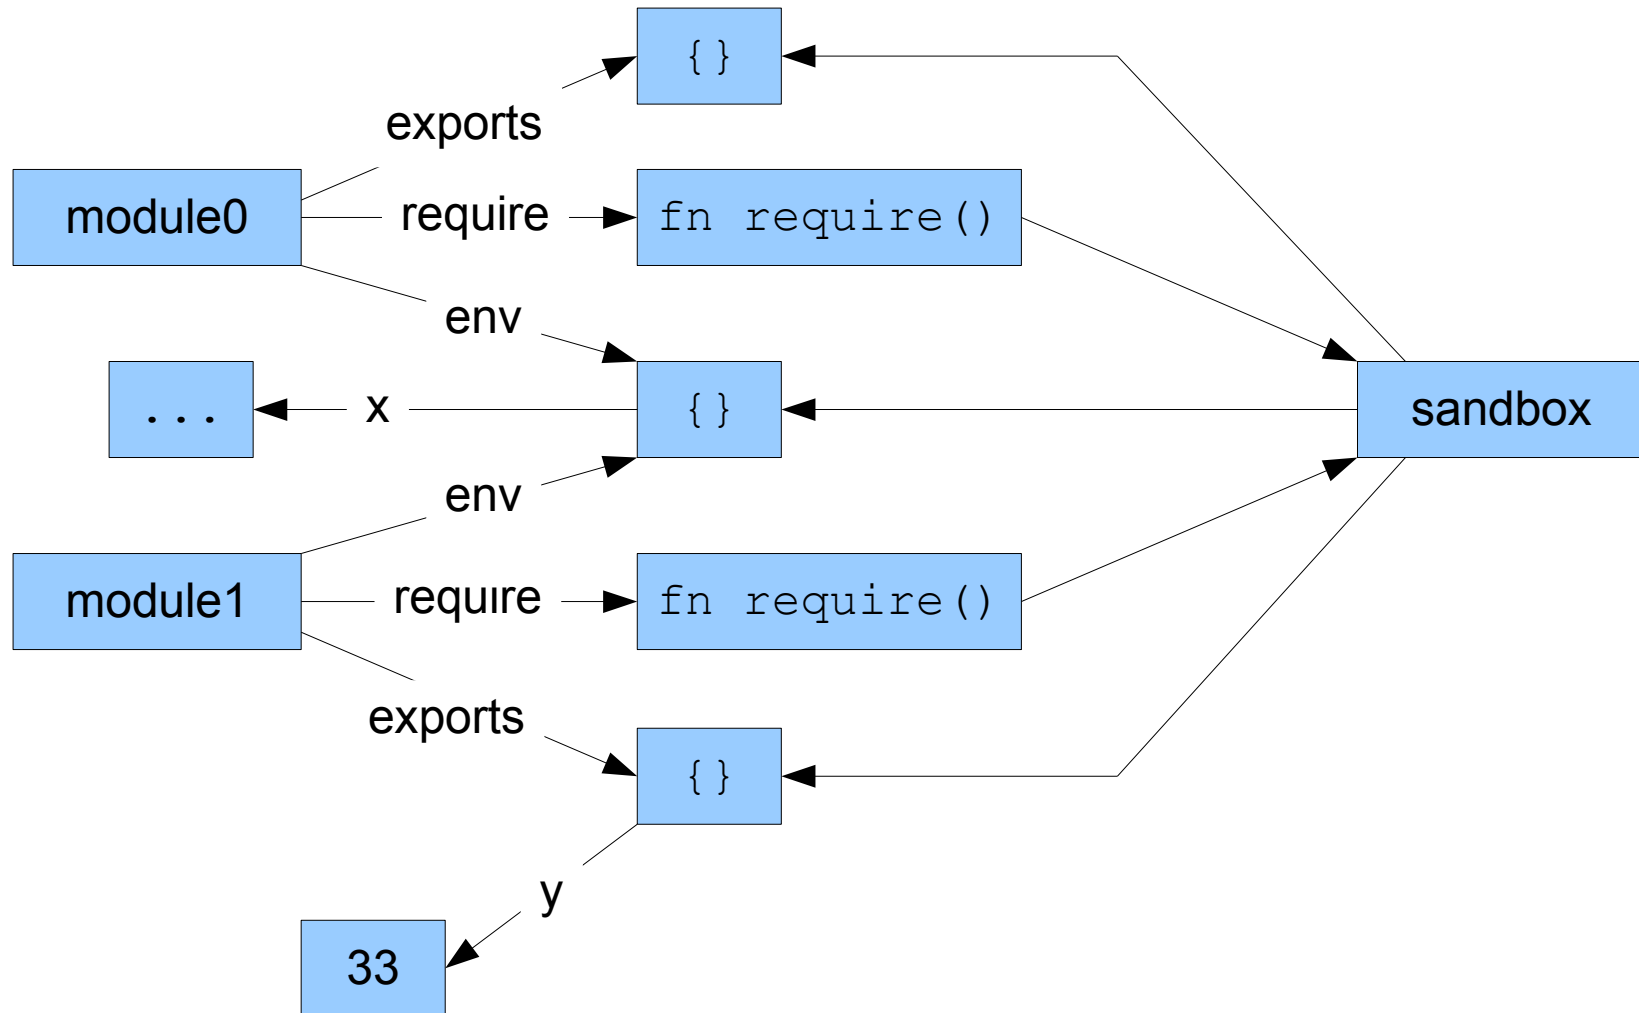 {}
exports
module0
require
fn require()
env
...
x
{}
sandbox
env
module1
require
fn require()
exports
{}
y
33